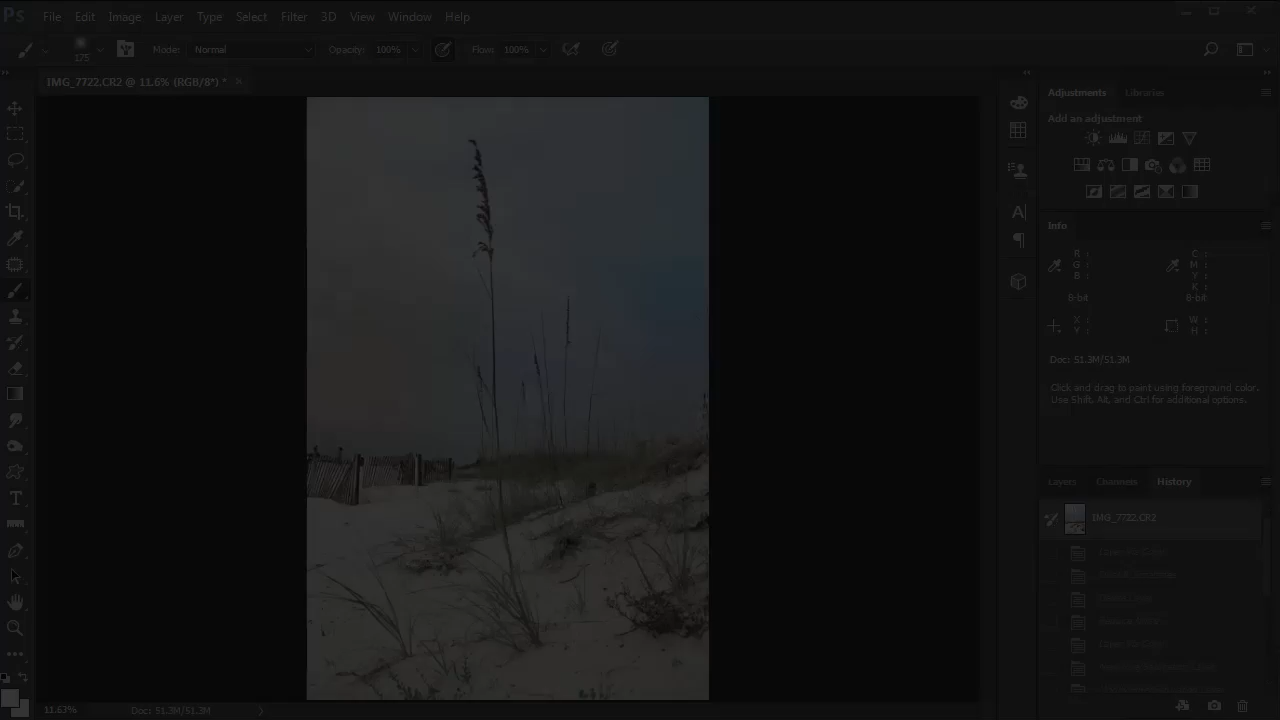 Ps File Edit Image Layer Type Select Filter 3D View Window Help
175 Mode: Normal Opacity: 100% Flow: 100%
IMG_7722.CR2 @ 11.6% (RGB/8*) * ×
Adjustments Libraries
Add an adjustment
Info
R : C :
G : M :
B : Y :
K :
8-bit 8-bit
X : W :
Y : H :
Doc: 51.3M/51.3M
Click and drag to paint using foreground color.
Use Shift, Alt, and Ctrl for additional options.
Layers Channels History
IMG_7722.CR2
11.63% Doc: 51.3M/51.3M